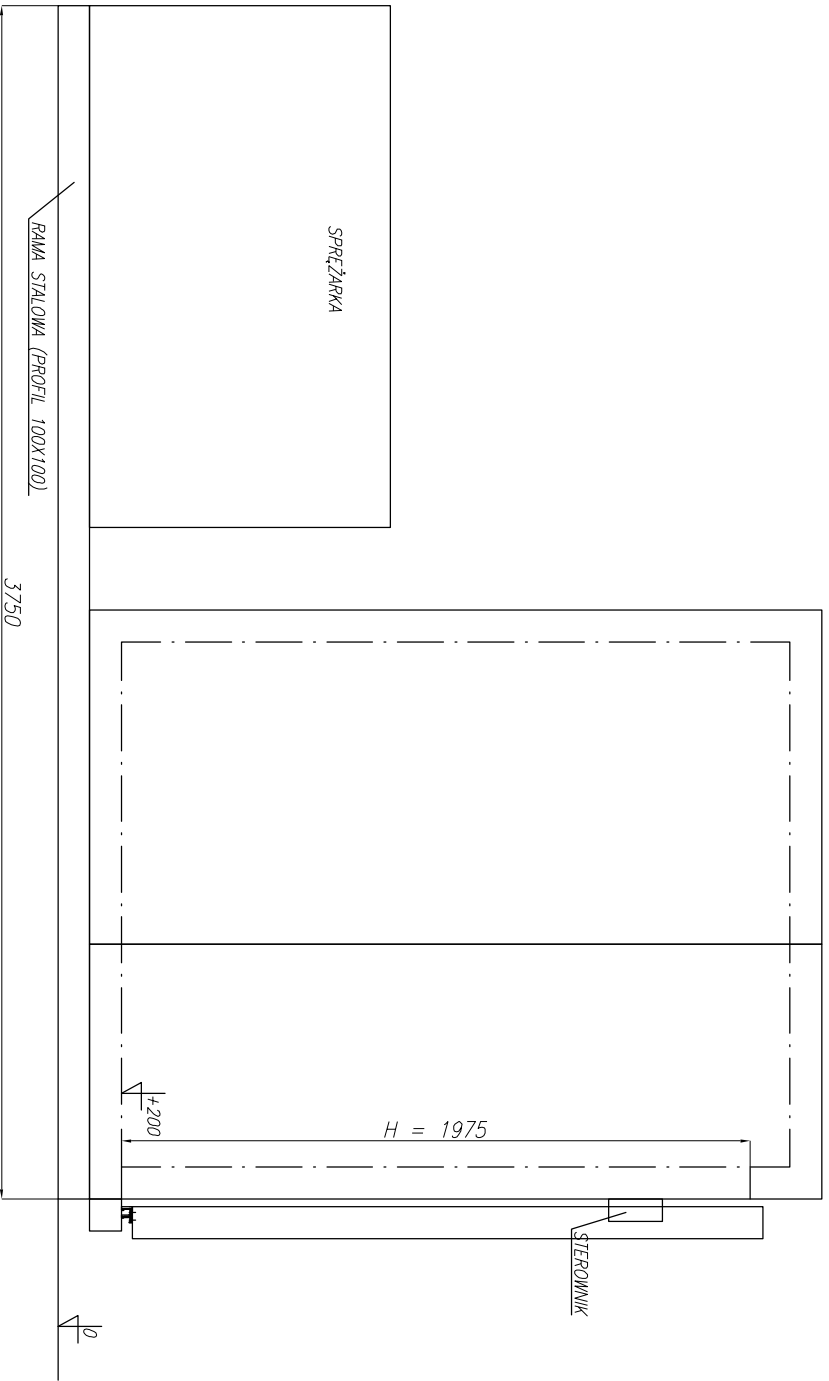 SPRĘŻARKA
RAMA STALOWA (PROFIL 100X100)
3750
+200
H = 1975
STEROWNIK
0